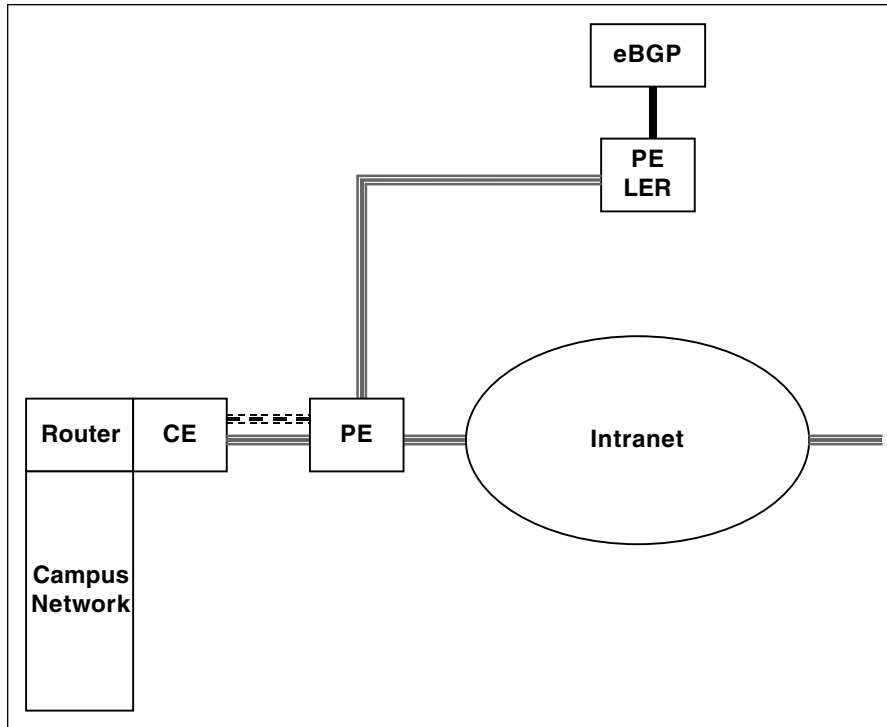 eBGP
PE
LER
Router
CE
PE
Intranet
Campus
Network